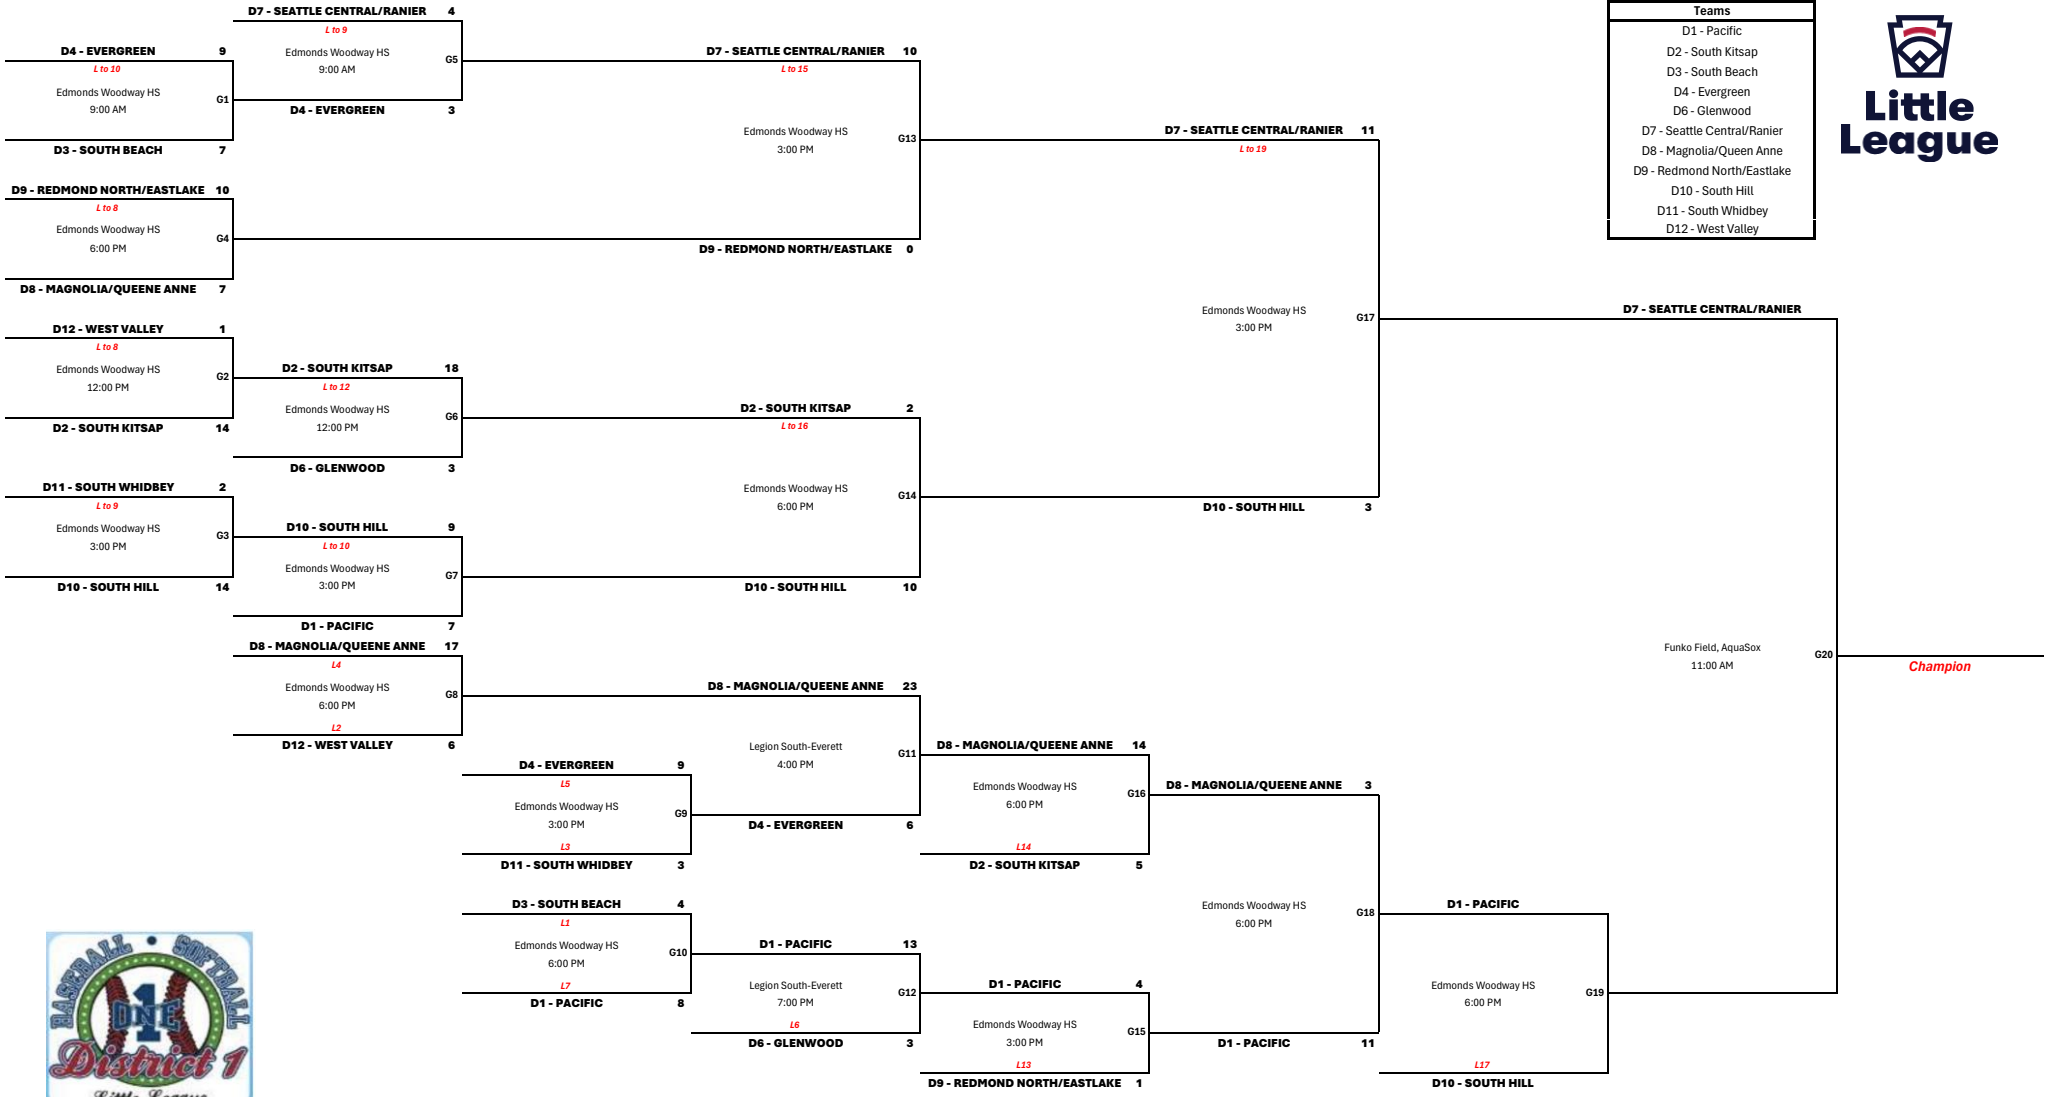 D7 - SEATTLE CENTRAL/RANIER 4
L to 9
Edmonds Woodway HS
9:00 AM
G5
D4 - EVERGREEN 3
D4 - EVERGREEN 9
L to 10
Edmonds Woodway HS
9:00 AM
G1
D3 - SOUTH BEACH 7
D9 - REDMOND NORTH/EASTLAKE 10
L to 8
Edmonds Woodway HS
6:00 PM
G4
D8 - MAGNOLIA/QUEENE ANNE 7
D12 - WEST VALLEY 1
L to 8
Edmonds Woodway HS
12:00 PM
G2
D2 - SOUTH KITSAP 14
D2 - SOUTH KITSAP 18
L to 12
Edmonds Woodway HS
12:00 PM
G6
D6 - GLENWOOD 3
D11 - SOUTH WHIDBEY 2
L to 9
Edmonds Woodway HS
3:00 PM
G3
D10 - SOUTH HILL 14
D10 - SOUTH HILL 9
L to 10
Edmonds Woodway HS
3:00 PM
G7
D1 - PACIFIC 7
D8 - MAGNOLIA/QUEENE ANNE 17
L4
Edmonds Woodway HS
6:00 PM
G8
L2
D12 - WEST VALLEY 6
D4 - EVERGREEN 9
L5
Edmonds Woodway HS
3:00 PM
G9
L3
D11 - SOUTH WHIDBEY 3
D3 - SOUTH BEACH 4
L1
Edmonds Woodway HS
6:00 PM
G10
L7
D1 - PACIFIC 8
D7 - SEATTLE CENTRAL/RANIER 10
L to 15
Edmonds Woodway HS
3:00 PM
G13
D9 - REDMOND NORTH/EASTLAKE 0
D2 - SOUTH KITSAP 2
L to 16
Edmonds Woodway HS
6:00 PM
G14
D10 - SOUTH HILL 10
D8 - MAGNOLIA/QUEENE ANNE 23
Legion South-Everett
4:00 PM
G11
D4 - EVERGREEN 6
D1 - PACIFIC 13
Legion South-Everett
7:00 PM
G12
L6
D6 - GLENWOOD 3
D8 - MAGNOLIA/QUEENE ANNE 14
Edmonds Woodway HS
6:00 PM
G16
L14
D2 - SOUTH KITSAP 5
D1 - PACIFIC 4
Edmonds Woodway HS
3:00 PM
G15
L13
D9 - REDMOND NORTH/EASTLAKE 1
D7 - SEATTLE CENTRAL/RANIER 11
L to 19
Edmonds Woodway HS
3:00 PM
G17
D10 - SOUTH HILL 3
D8 - MAGNOLIA/QUEENE ANNE 3
Edmonds Woodway HS
6:00 PM
G18
D1 - PACIFIC 11
D1 - PACIFIC
Edmonds Woodway HS
6:00 PM
G19
L17
D10 - SOUTH HILL
D7 - SEATTLE CENTRAL/RANIER
Funko Field, AquaSox
11:00 AM
G20
Champion
Teams
D1 - Pacific
D2 - South Kitsap
D3 - South Beach
D4 - Evergreen
D6 - Glenwood
D7 - Seattle Central/Ranier
D8 - Magnolia/Queen Anne
D9 - Redmond North/Eastlake
D10 - South Hill
D11 - South Whidbey
D12 - West Valley
Little
League
BASEBALL • SOFTBALL
1
ONE
District 1
Little League